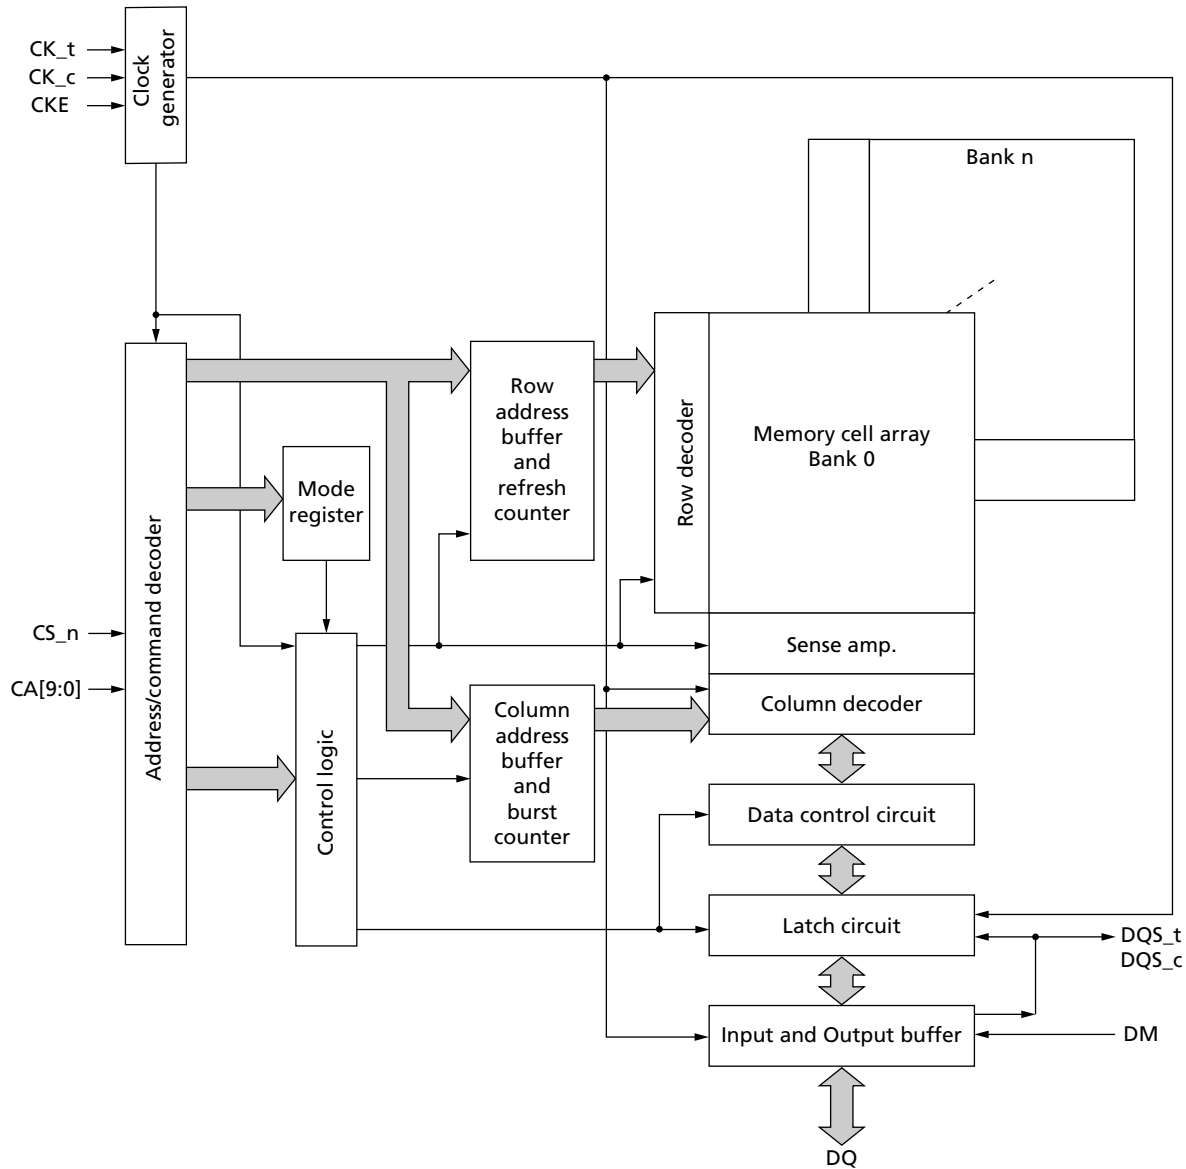 CK_t
CK_c
CKE
Clock
generator
Bank n
Row
address
buffer
and
refresh
counter
Row decoder
Memory cell array
Bank 0
Mode
register
Address/command decoder
CS_n
CA[9:0]
Sense amp.
Column decoder
Control logic
Column
address
buffer
and
burst
counter
Data control circuit
Latch circuit
DQS_t
DQS_c
Input and Output buffer
DM
DQ